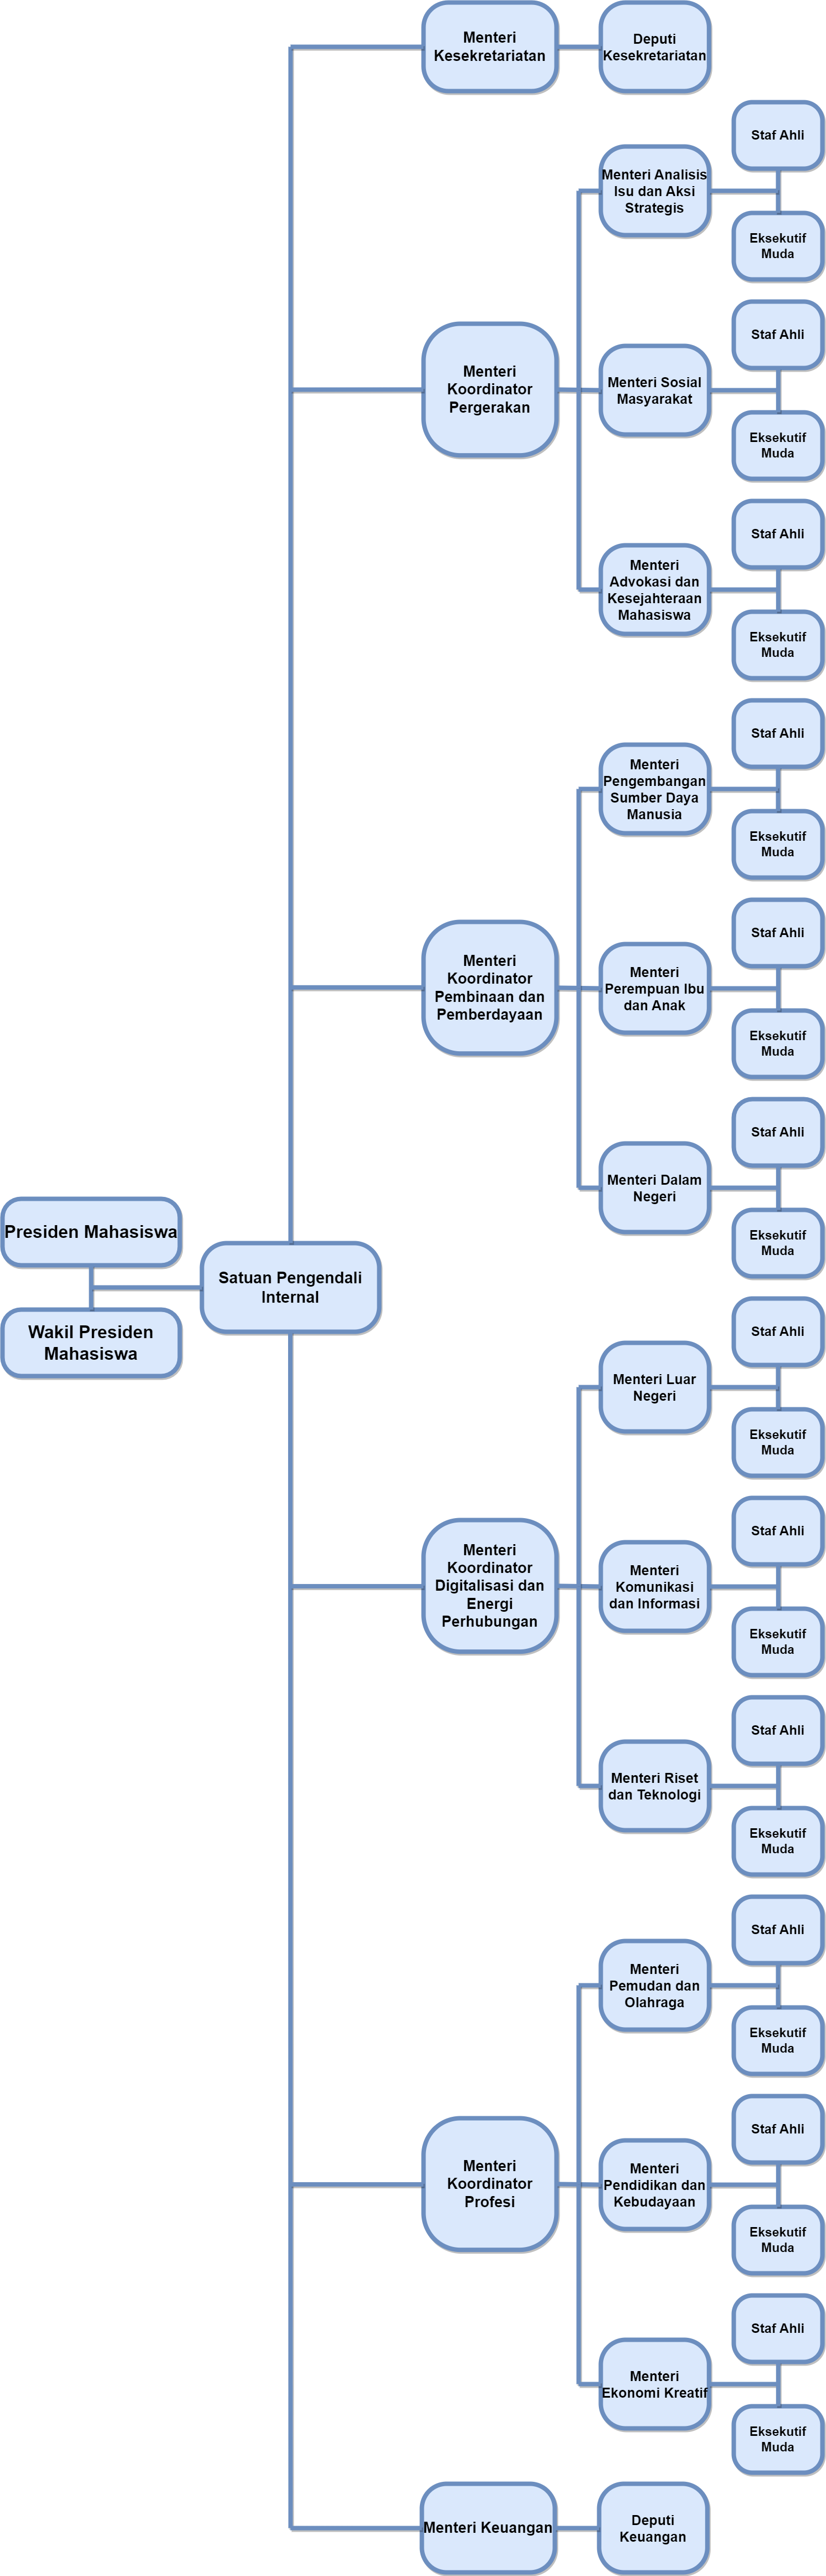 Menteri
Kesekretariatan
Deputi
Kesekretariatan
Staf Ahli
Menteri Analisis
Isu dan Aksi
Strategis
Eksekutif
Muda
Menteri
Koordinator
Pergerakan
Staf Ahli
Menteri Sosial
Masyarakat
Eksekutif
Muda
Staf Ahli
Menteri
Advokasi dan
Kesejahteraan
Mahasiswa
Eksekutif
Muda
Staf Ahli
Menteri
Pengembangan
Sumber Daya
Manusia
Eksekutif
Muda
Menteri
Koordinator
Pembinaan dan
Pemberdayaan
Staf Ahli
Menteri
Perempuan Ibu
dan Anak
Eksekutif
Muda
Staf Ahli
Menteri Dalam
Negeri
Eksekutif
Muda
Presiden Mahasiswa
Wakil Presiden
Mahasiswa
Satuan Pengendali
Internal
Staf Ahli
Menteri Luar
Negeri
Eksekutif
Muda
Menteri
Koordinator
Digitalisasi dan
Energi
Perhubungan
Staf Ahli
Menteri
Komunikasi
dan Informasi
Eksekutif
Muda
Staf Ahli
Menteri Riset
dan Teknologi
Eksekutif
Muda
Staf Ahli
Menteri
Pemudan dan
Olahraga
Eksekutif
Muda
Menteri
Koordinator
Profesi
Staf Ahli
Menteri
Pendidikan dan
Kebudayaan
Eksekutif
Muda
Staf Ahli
Menteri
Ekonomi Kreatif
Eksekutif
Muda
Menteri Keuangan
Deputi
Keuangan